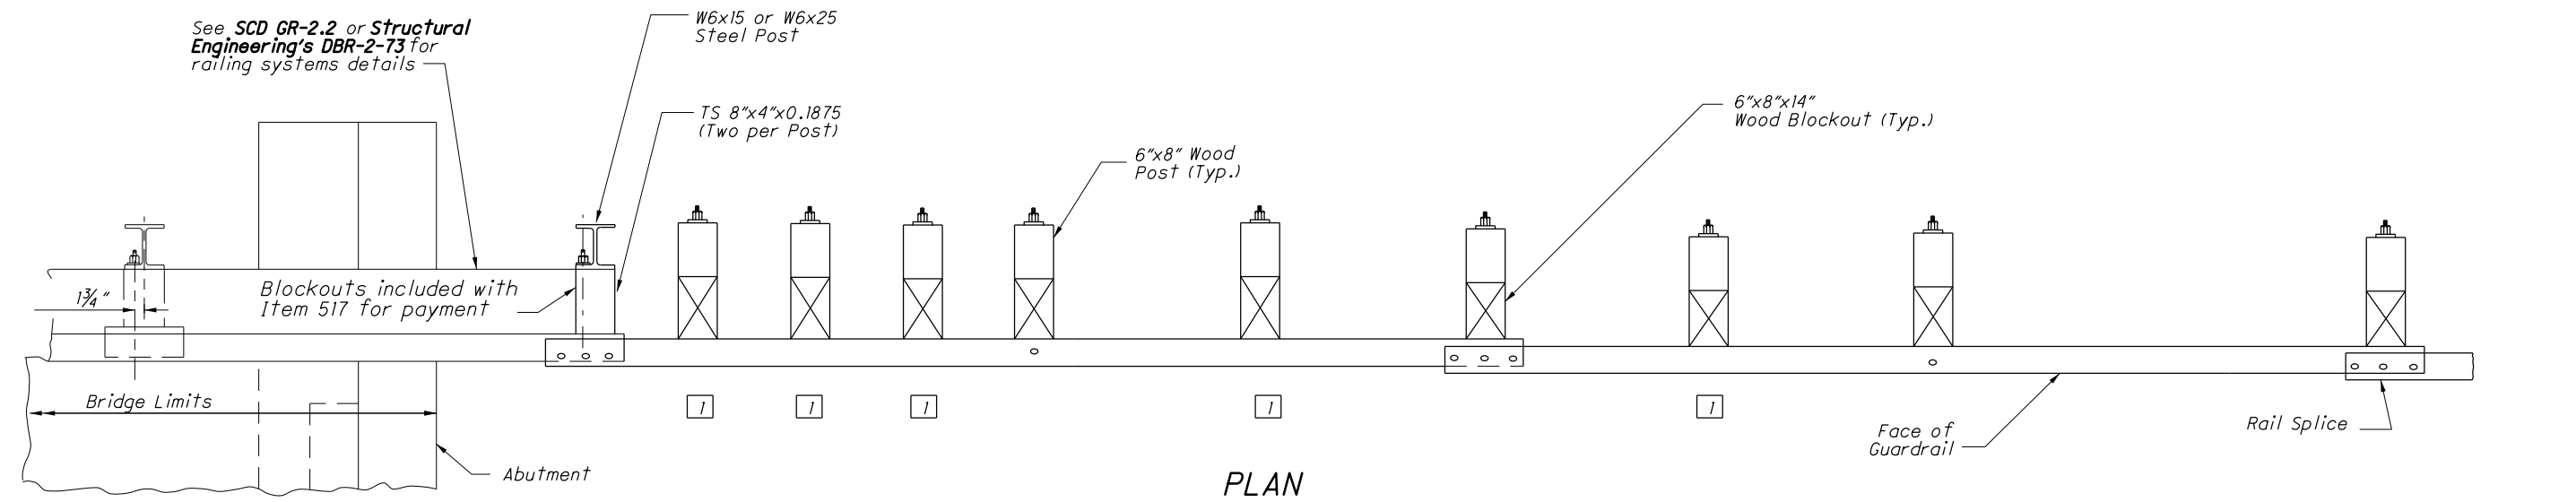 See SCD GR-2.2 or Structural
Engineering's DBR-2-73 for
railing systems details
W6x15 or W6x25
Steel Post
TS 8"x4"x0.1875
(Two per Post)
6"x8" Wood
Post (Typ.)
6"x8"x14"
Wood Blockout (Typ.)
1¾"
Blockouts included with
Item 517 for payment
Bridge Limits
1
1
1
1
1
Face of
Guardrail
Rail Splice
Abutment
PLAN